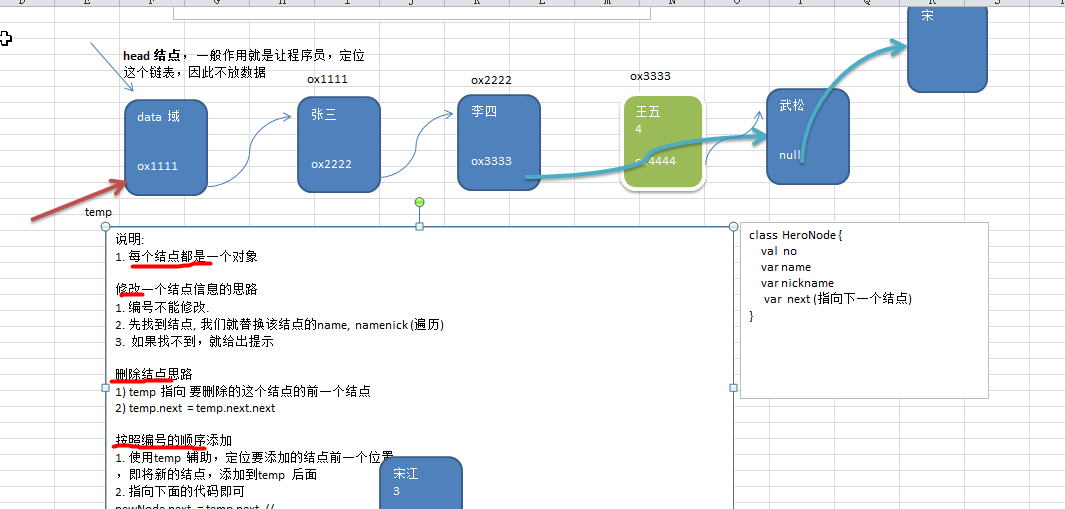 宋
head 结点，一般作用就是让程序员，定位
这个链表，因此不放数据
ox1111
ox2222
ox3333
data 域
ox1111
张三
ox2222
李四
ox3333
王五
4
ox4444
武松
null
temp
说明:
1. 每个结点都是一个对象
修改一个结点信息的思路
1. 编号不能修改.
2. 先找到结点, 我们就替换该结点的name, namenick (遍历)
3. 如果找不到，就给出提示
删除结点思路
1) temp 指向 要删除的这个结点的前一个结点
2) temp.next = temp.next.next
按照编号的顺序添加
1. 使用temp 辅助，定位要添加的结点前一个位置
，即将新的结点，添加到temp 后面
2. 指向下面的代码即可
newNode.next = temp.next //
宋江
3
class HeroNode {
val no
var name
var nickname
var next (指向下一个结点)
}